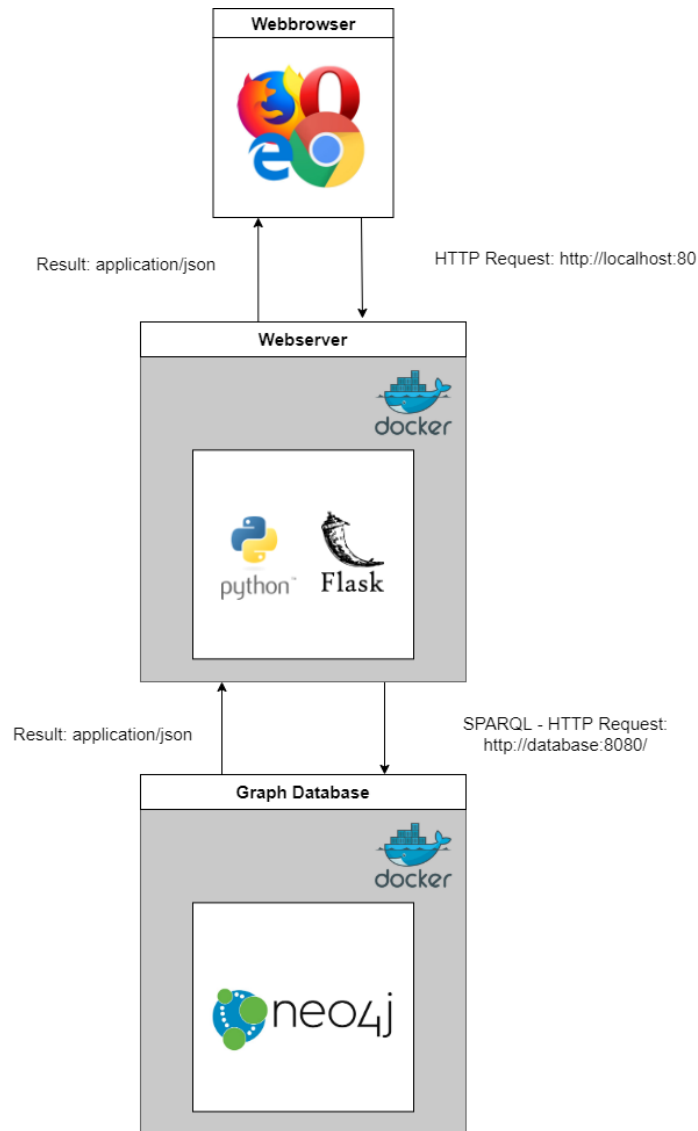 Webbrowser
Result: application/json
HTTP Request: http://localhost:80
Webserver
docker
python™
Flask
Result: application/json
SPARQL - HTTP Request:
http://database:8080/
Graph Database
docker
neo4j